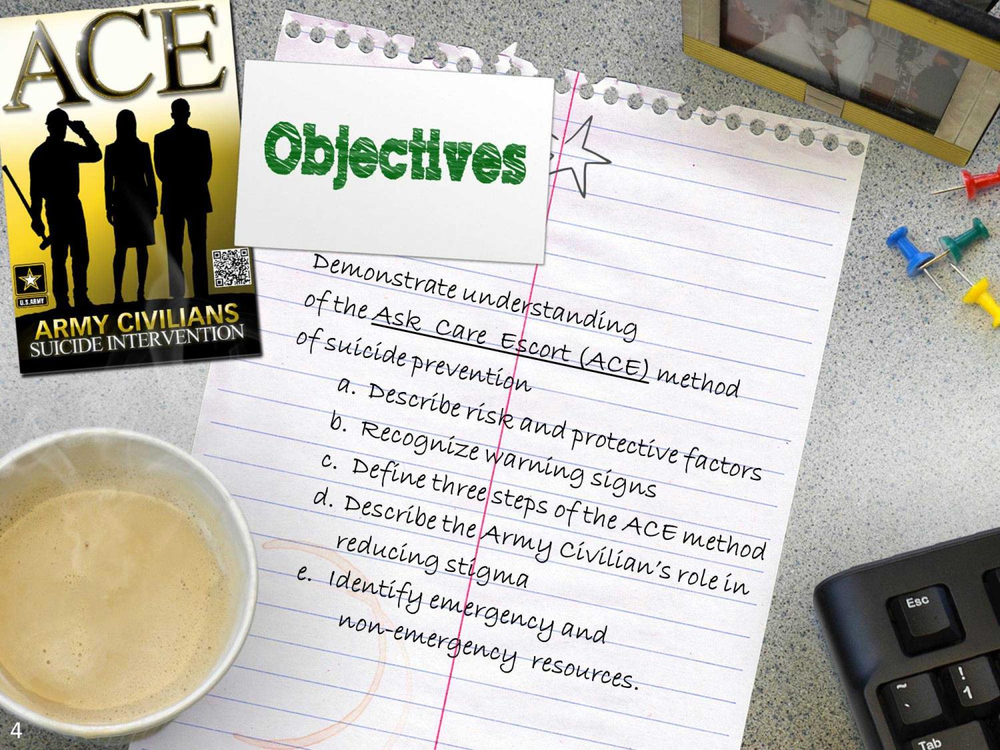 ACE
U.S.ARMY
ARMY CIVILIANS
SUICIDE INTERVENTION
Objectives
Demonstrate understanding
of the Ask Care Escort (ACE) method
of suicide prevention
a. Describe risk and protective factors
b. Recognize warning signs
c. Define three steps of the ACE method
d. Describe the Army Civilian's role in
reducing stigma
e. Identify emergency and
non-emergency resources.
Esc
~
`
!
1
Tab
4